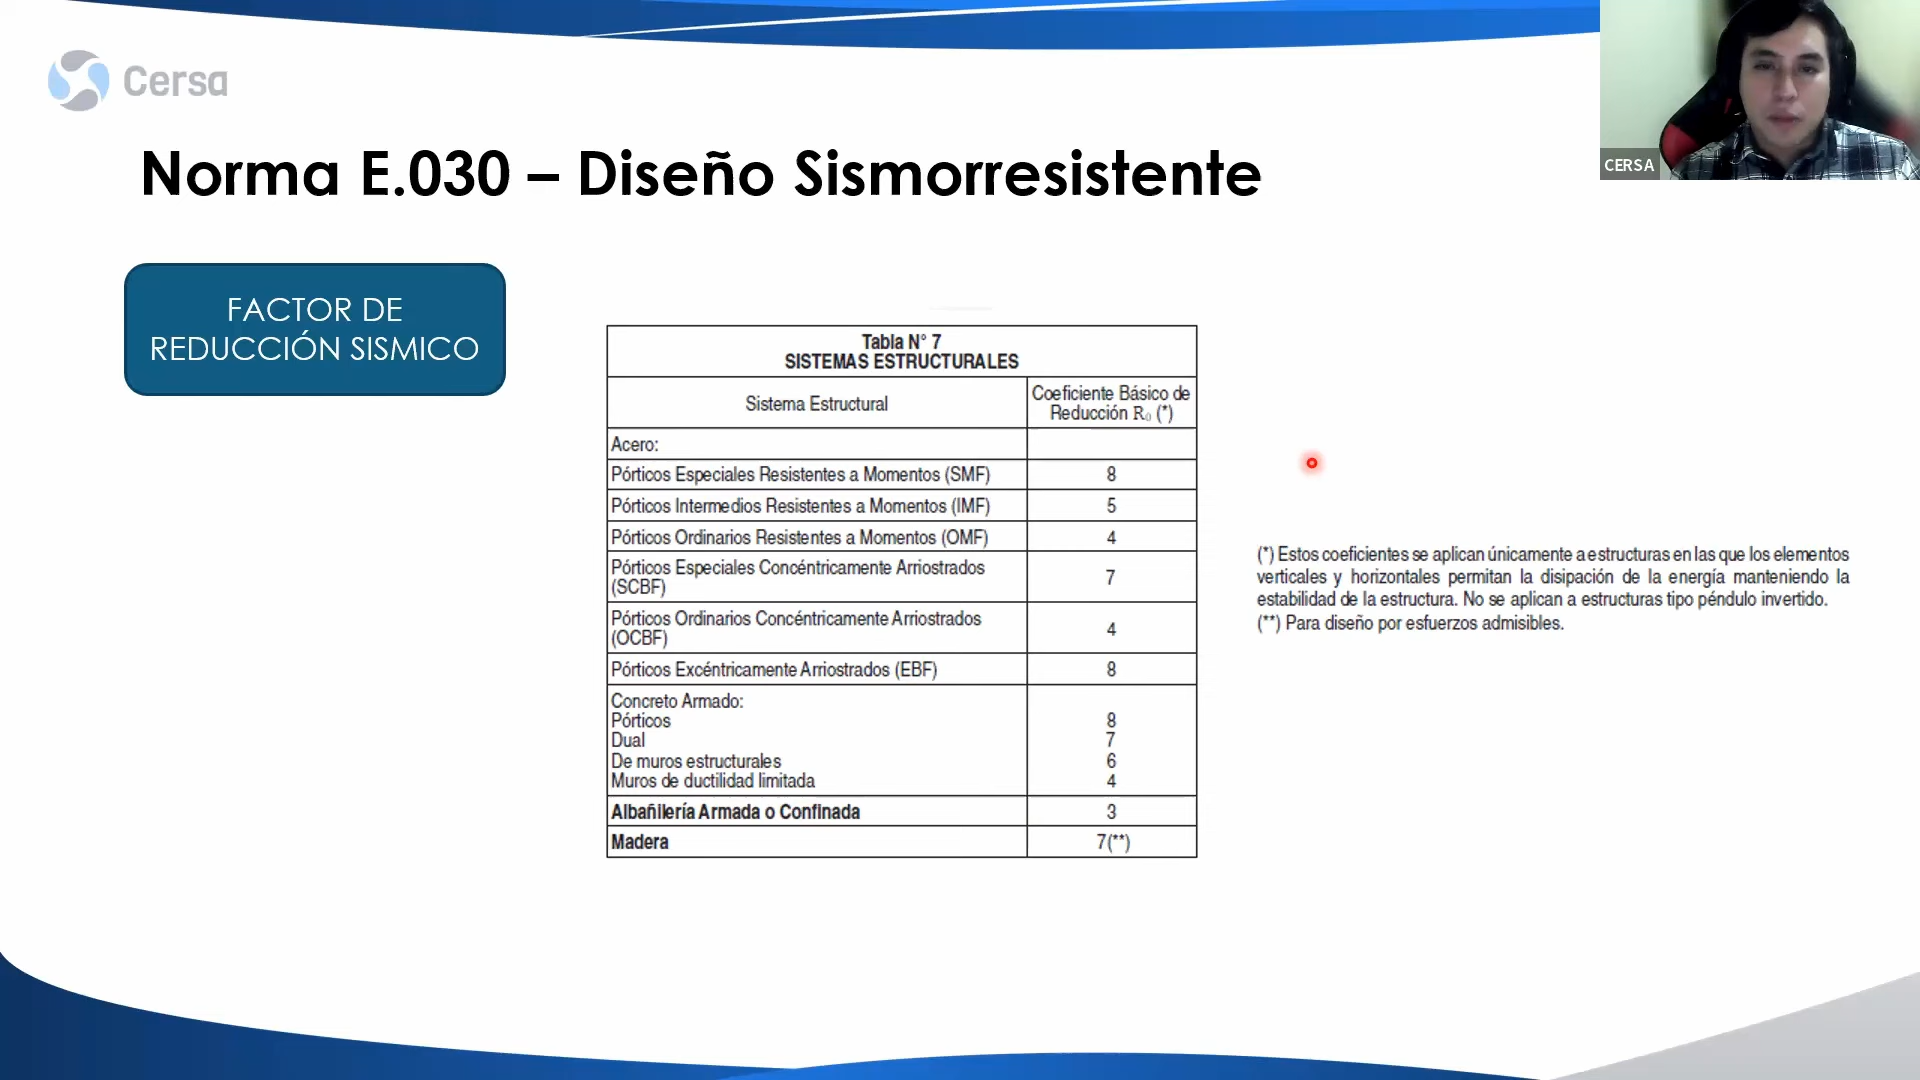 Cersa
CERSA
Norma E.030 – Diseño Sismorresistente
FACTOR DE
REDUCCIÓN SISMICO
Tabla N° 7
SISTEMAS ESTRUCTURALES
Sistema Estructural
Coeficiente Básico de
Reducción R₀ (*)
Acero:
Pórticos Especiales Resistentes a Momentos (SMF) 8
Pórticos Intermedios Resistentes a Momentos (IMF) 5
Pórticos Ordinarios Resistentes a Momentos (OMF) 4
Pórticos Especiales Concéntricamente Arriostrados
(SCBF) 7
Pórticos Ordinarios Concéntricamente Arriostrados
(OCBF) 4
Pórticos Excéntricamente Arriostrados (EBF) 8
Concreto Armado:
Pórticos 8
Dual 7
De muros estructurales 6
Muros de ductilidad limitada 4
Albañilería Armada o Confinada 3
Madera 7(**)
(*) Estos coeficientes se aplican únicamente a estructuras en las que los elementos
verticales y horizontales permitan la disipación de la energía manteniendo la
estabilidad de la estructura. No se aplican a estructuras tipo péndulo invertido.
(**) Para diseño por esfuerzos admisibles.